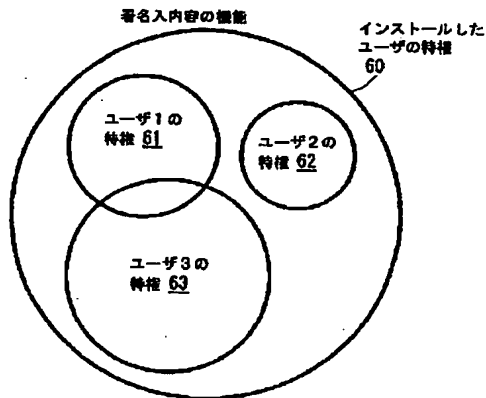 署名入内容の機能
インストールした
ユーザの特権
60
ユーザ1の
特権 61
ユーザ2の
特権 62
ユーザ3の
特権 63